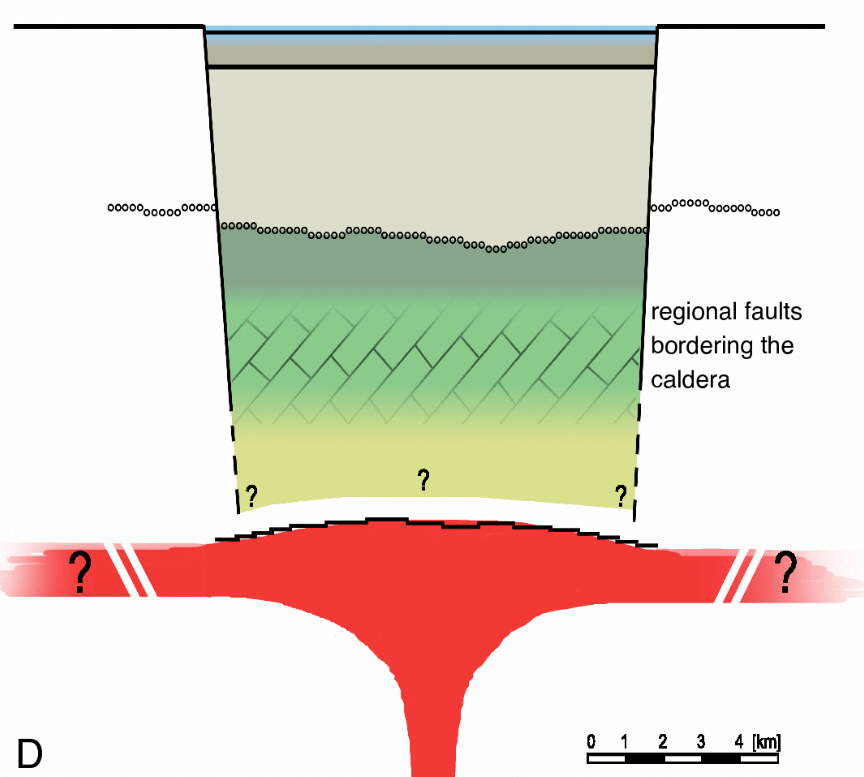 regional faults
bordering the
caldera
?
?
?
?
?
D
0 1 2 3 4 [km]